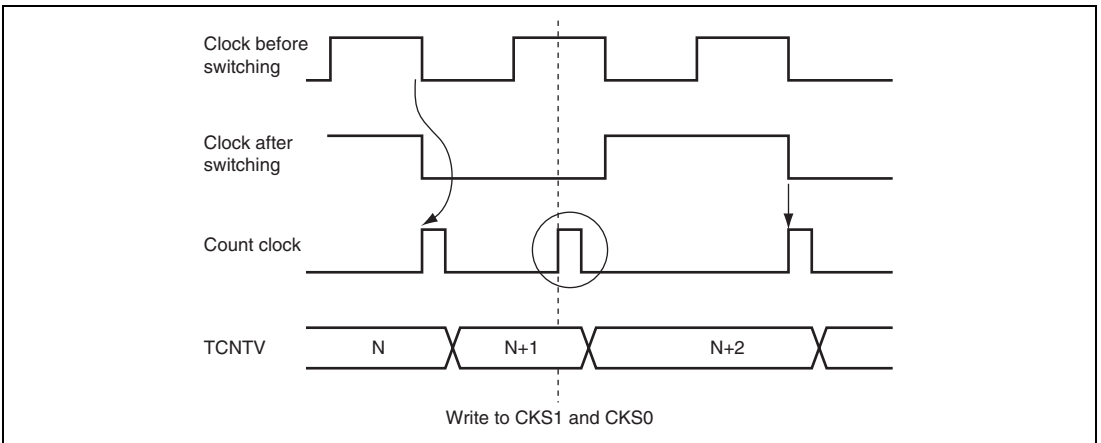 Clock before
switching
Clock after
switching
Count clock
TCNTV
N
N+1
N+2
Write to CKS1 and CKS0